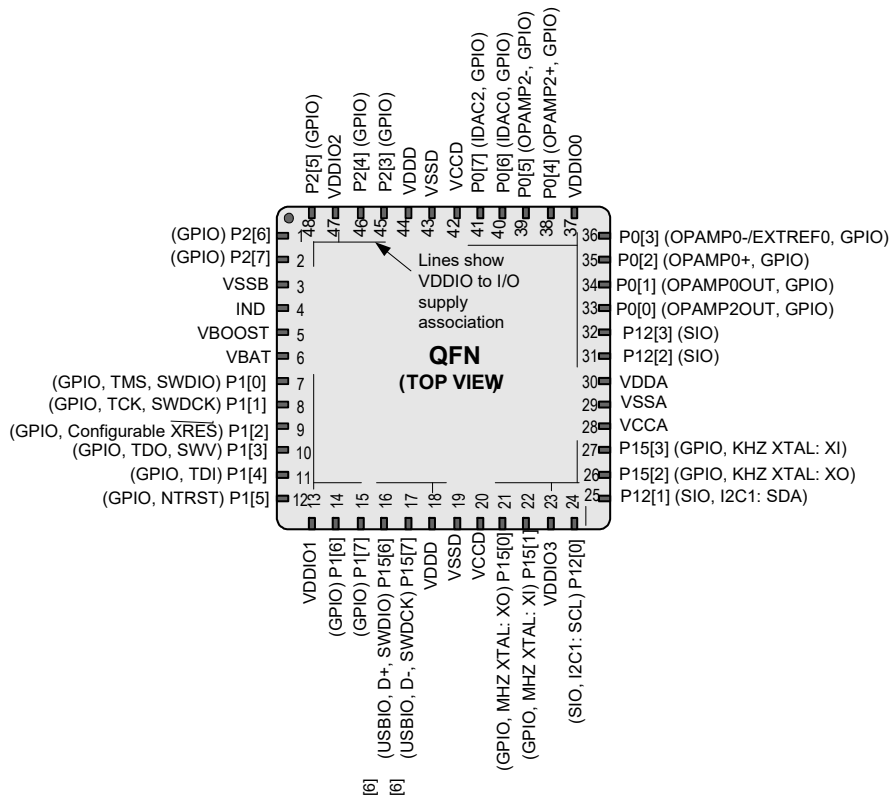 P2[5] (GPIO)
VDDIO2
P2[4] (GPIO)
P2[3] (GPIO)
VDDD
VSSD
VCCD
P0[7] (IDAC2, GPIO)
P0[6] (IDAC0, GPIO)
P0[5] (OPAMP2-, GPIO)
P0[4] (OPAMP2+, GPIO)
VDDIO0
48
47
46
45
44
43
42
41
40
39
38
37
(GPIO) P2[6]
1
(GPIO) P2[7]
2
VSSB
3
IND
4
VBOOST
5
VBAT
6
(GPIO, TMS, SWDIO) P1[0]
7
(GPIO, TCK, SWDCK) P1[1]
8
(GPIO, Configurable XRES) P1[2]
9
(GPIO, TDO, SWV) P1[3]
10
(GPIO, TDI) P1[4]
11
(GPIO, NTRST) P1[5]
12
Lines show
VDDIO to I/O
supply
association
QFN
(TOP VIEW)
36 P0[3] (OPAMP0-/EXTREF0, GPIO)
35 P0[2] (OPAMP0+, GPIO)
34 P0[1] (OPAMP0OUT, GPIO)
33 P0[0] (OPAMP2OUT, GPIO)
32 P12[3] (SIO)
31 P12[2] (SIO)
30 VDDA
29 VSSA
28 VCCA
27 P15[3] (GPIO, KHZ XTAL: XI)
26 P15[2] (GPIO, KHZ XTAL: XO)
25 P12[1] (SIO, I2C1: SDA)
13
14
15
16
17
18
19
20
21
22
23
24
VDDIO1
(GPIO) P1[6]
(GPIO) P1[7]
(USBIO, D+, SWDIO) P15[6]
(USBIO, D-, SWDCK) P15[7]
VDDD
VSSD
VCCD
(GPIO, MHZ XTAL: XO) P15[0]
(GPIO, MHZ XTAL: XI) P15[1]
VDDIO3
(SIO, I2C1: SCL) P12[0]
[6]
[6]